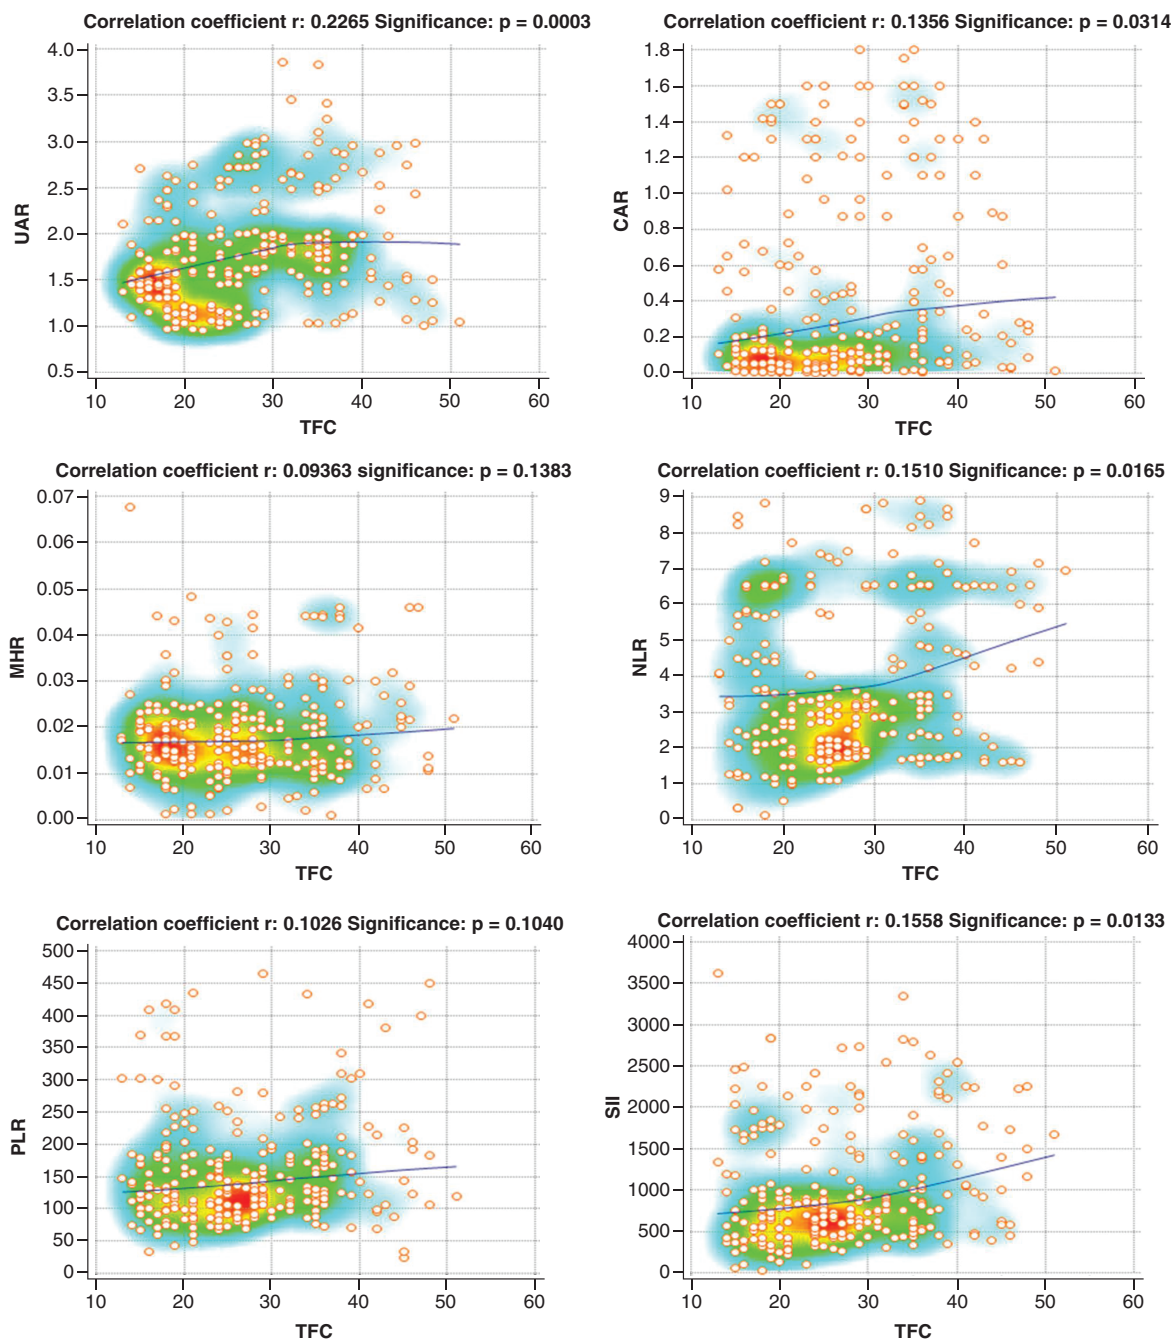 Correlation coefficient r: 0.2265 Significance: p = 0.0003
4.0
3.5
3.0
2.5
2.0
1.5
1.0
0.5
UAR
10 20 30 40 50 60
TFC
Correlation coefficient r: 0.1356 Significance: p = 0.0314
1.8
1.6
1.4
1.2
1.0
0.8
0.6
0.4
0.2
0.0
CAR
10 20 30 40 50 60
TFC
Correlation coefficient r: 0.09363 significance: p = 0.1383
0.07
0.06
0.05
0.04
0.03
0.02
0.01
0.00
MHR
10 20 30 40 50 60
TFC
Correlation coefficient r: 0.1510 Significance: p = 0.0165
9
8
7
6
5
4
3
2
1
0
NLR
10 20 30 40 50 60
TFC
Correlation coefficient r: 0.1026 Significance: p = 0.1040
500
450
400
350
300
250
200
150
100
50
0
PLR
10 20 30 40 50 60
TFC
Correlation coefficient r: 0.1558 Significance: p = 0.0133
4000
3500
3000
2500
2000
1500
1000
500
0
SII
10 20 30 40 50 60
TFC